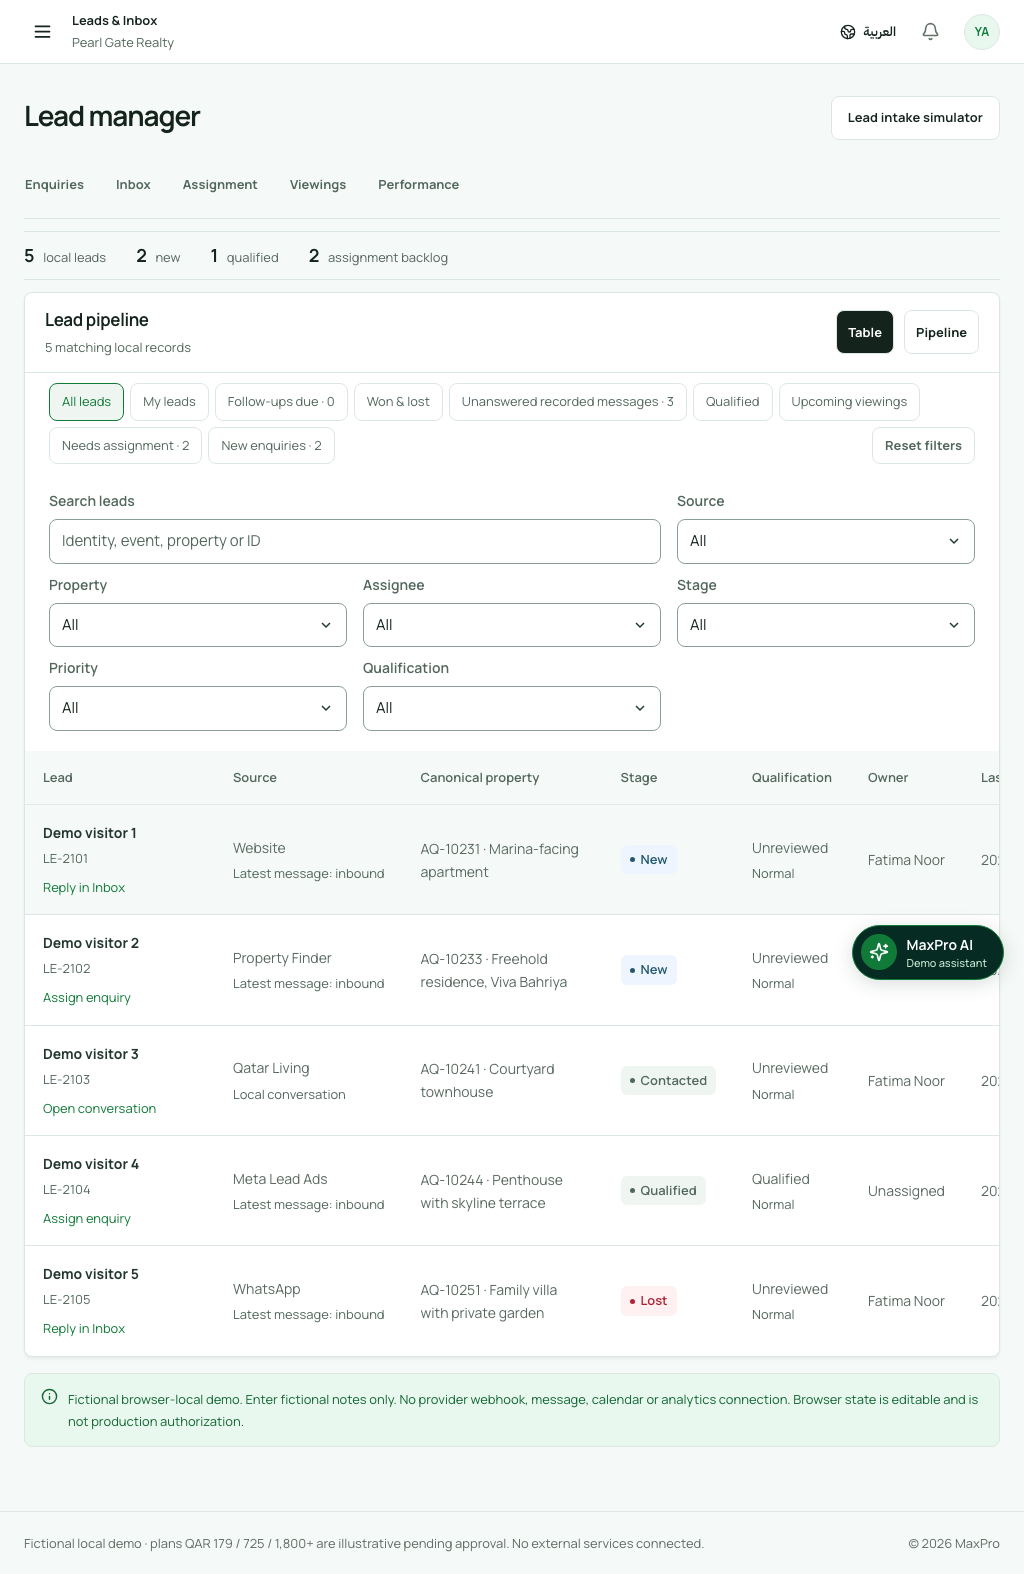 Leads & Inbox
Pearl Gate Realty
العربية
YA
Lead manager
Lead intake simulator
Enquiries Inbox Assignment Viewings Performance
5 local leads 2 new 1 qualified 2 assignment backlog
Lead pipeline
5 matching local records
Table Pipeline
All leads My leads Follow-ups due · 0 Won & lost Unanswered recorded messages · 3 Qualified Upcoming viewings
Needs assignment · 2 New enquiries · 2 Reset filters
Search leads Source
Identity, event, property or ID All
Property Assignee Stage
All All All
Priority Qualification
All All
Lead Source Canonical property Stage Qualification Owner
Demo visitor 1
LE-2101
Reply in Inbox
Website
Latest message: inbound
AQ-10231 · Marina-facing
apartment
New
Unreviewed
Normal
Fatima Noor
Demo visitor 2
LE-2102
Assign enquiry
Property Finder
Latest message: inbound
AQ-10233 · Freehold
residence, Viva Bahriya
New
Unreviewed
Normal
MaxPro AI
Demo assistant
Demo visitor 3
LE-2103
Open conversation
Qatar Living
Local conversation
AQ-10241 · Courtyard
townhouse
Contacted
Unreviewed
Normal
Fatima Noor
Demo visitor 4
LE-2104
Assign enquiry
Meta Lead Ads
Latest message: inbound
AQ-10244 · Penthouse
with skyline terrace
Qualified
Qualified
Normal
Unassigned
Demo visitor 5
LE-2105
Reply in Inbox
WhatsApp
Latest message: inbound
AQ-10251 · Family villa
with private garden
Lost
Unreviewed
Normal
Fatima Noor
Fictional browser-local demo. Enter fictional notes only. No provider webhook, message, calendar or analytics connection. Browser state is editable and is
not production authorization.
Fictional local demo · plans QAR 179 / 725 / 1,800+ are illustrative pending approval. No external services connected.
© 2026 MaxPro